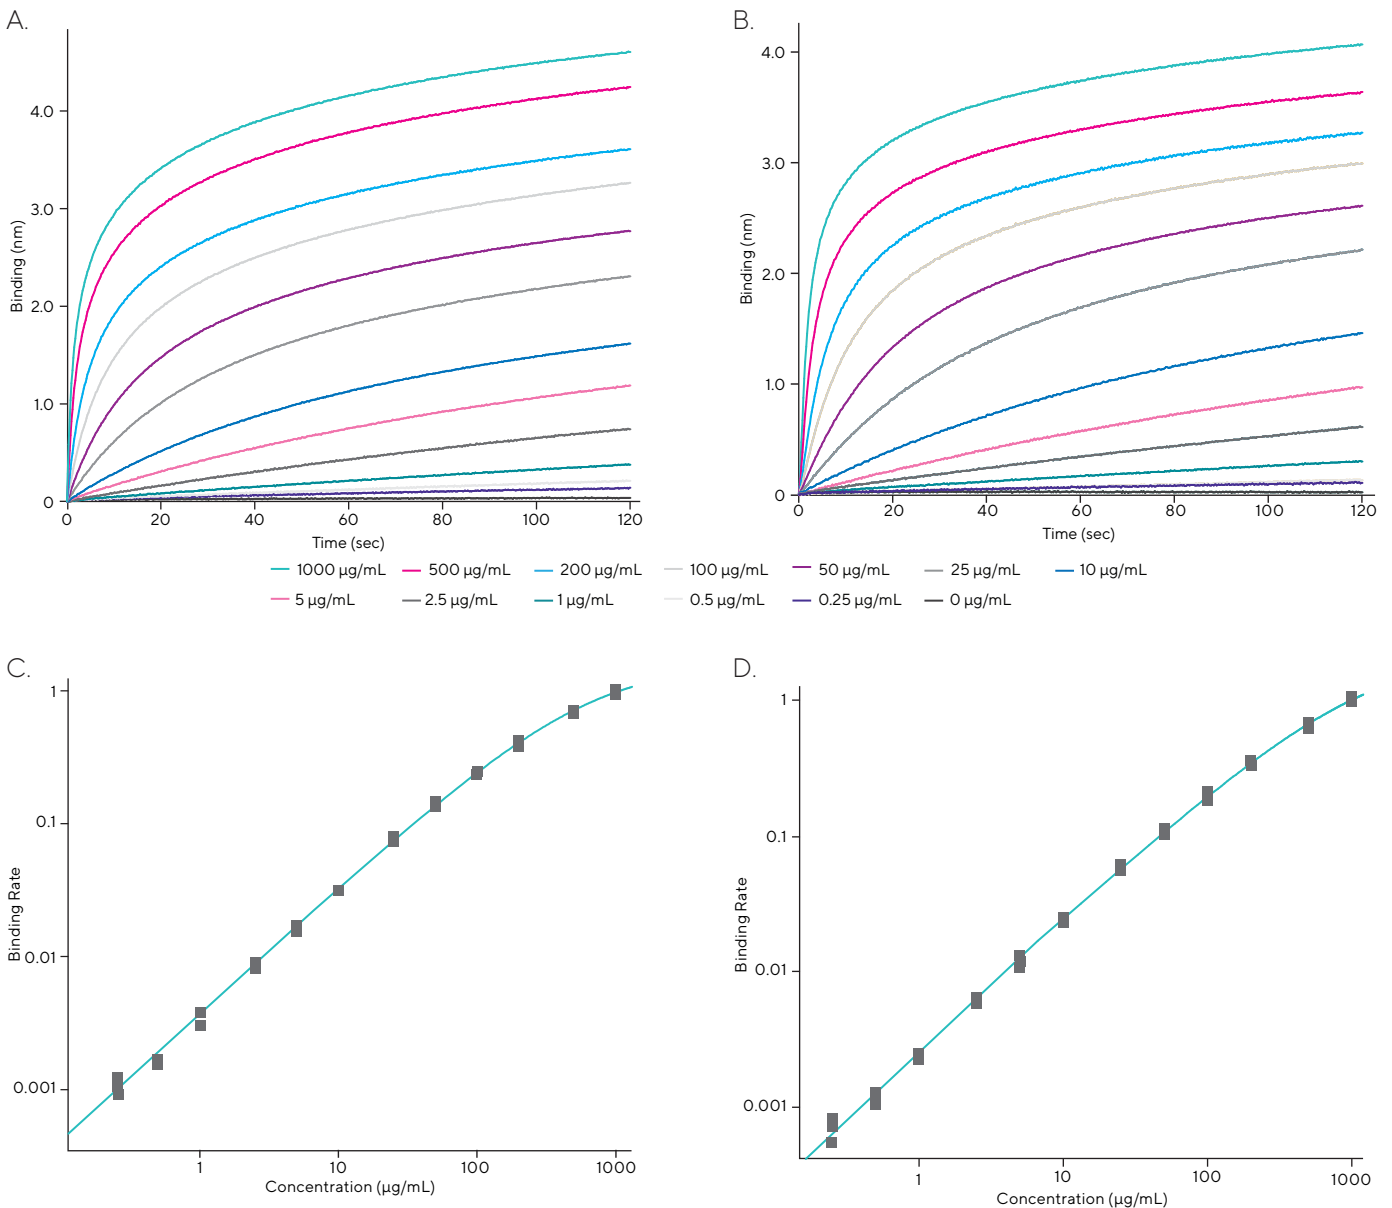 A.
B.
4.0
3.0
2.0
1.0
0
Binding (nm)
0 20 40 60 80 100 120
Time (sec)
4.0
3.0
2.0
1.0
0
Binding (nm)
0 20 40 60 80 100 120
Time (sec)
1000 µg/mL 500 µg/mL 200 µg/mL 100 µg/mL 50 µg/mL 25 µg/mL 10 µg/mL
5 µg/mL 2.5 µg/mL 1 µg/mL 0.5 µg/mL 0.25 µg/mL 0 µg/mL
C.
D.
1
0.1
0.01
0.001
Binding Rate
1 10 100 1000
Concentration (µg/mL)
1
0.1
0.01
0.001
Binding Rate
1 10 100 1000
Concentration (µg/mL)